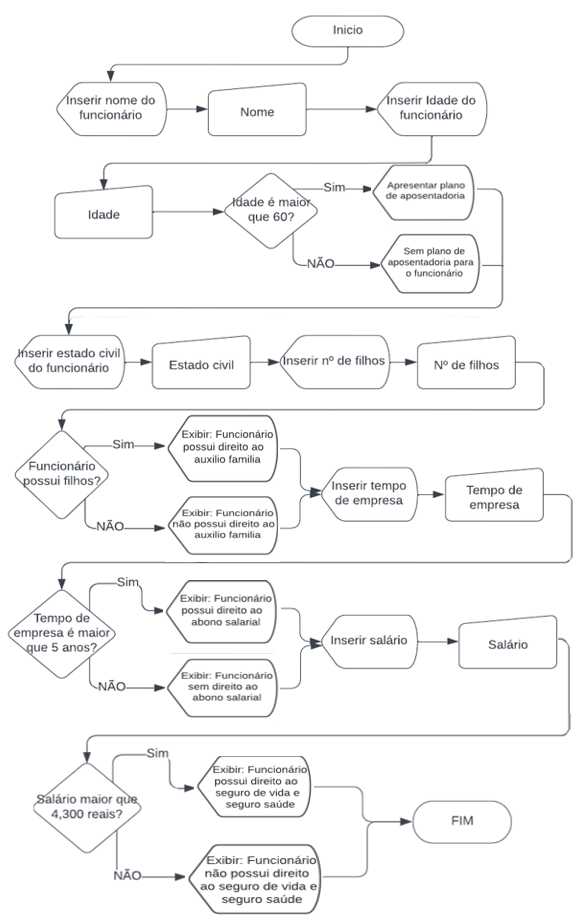 Inicio
Inserir nome do
funcionário
Nome
Inserir Idade do
funcionário
Idade
Idade é maior
que 60?
Sim
Apresentar plano
de aposentadoria
NÃO
Sem plano de
aposentadoria para
o funcionário
Inserir estado civil
do funcionário
Estado civil
Inserir nº de filhos
Nº de filhos
Funcionário
possui filhos?
Sim
Exibir: Funcionário
possui direito ao
auxilio familia
NÃO
Exibir: Funcionário
não possui direito ao
auxilio familia
Inserir tempo
de empresa
Tempo de
empresa
Tempo de
empresa é maior
que 5 anos?
Sim
Exibir: Funcionário
possui direito ao
abono salarial
NÃO
Exibir: Funcionário
sem direito ao
abono salarial
Inserir salário
Salário
Salário maior que
4,300 reais?
Sim
Exibir: Funcionário
possui direito ao
seguro de vida e
seguro saúde
NÃO
Exibir: Funcionário
não possui direito
ao seguro de vida e
seguro saúde
FIM